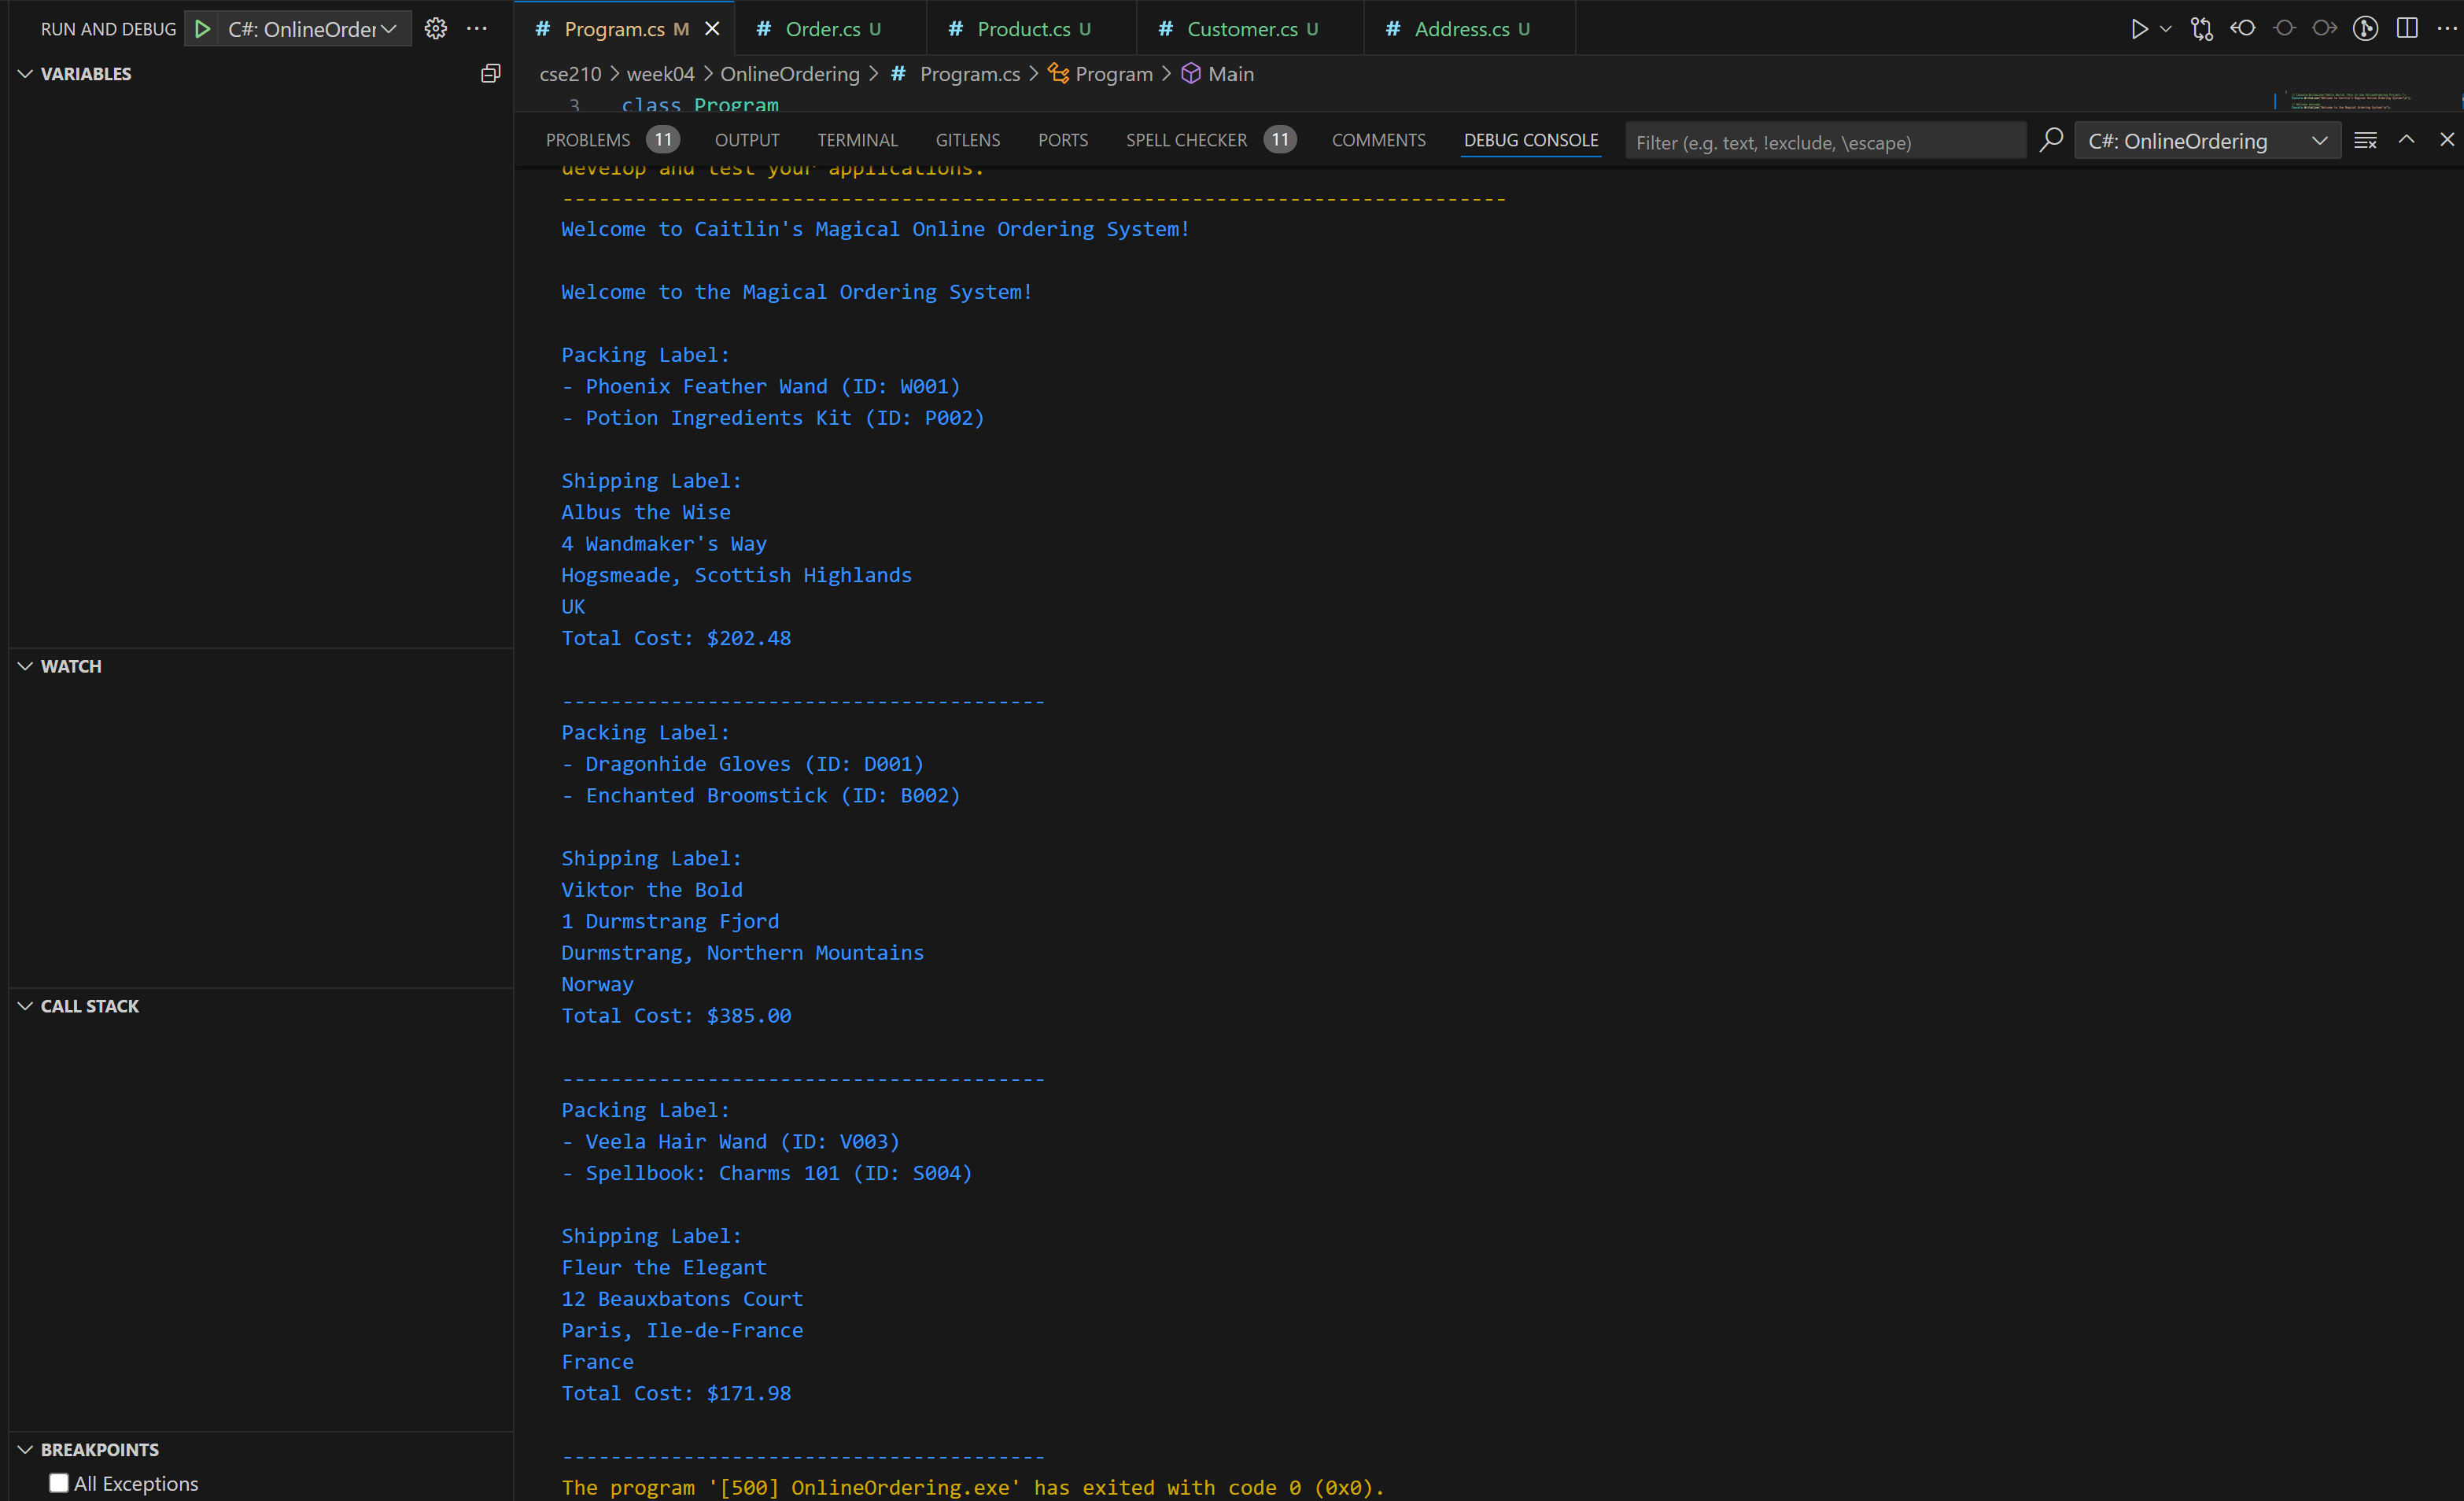 RUN AND DEBUG C#: OnlineOrder
Program.cs M Order.cs U Product.cs U Customer.cs U Address.cs U
VARIABLES
cse210 > week04 > OnlineOrdering > Program.cs > Program > Main
3 class Program
PROBLEMS 11 OUTPUT TERMINAL GITLENS PORTS SPELL CHECKER 11 COMMENTS DEBUG CONSOLE Filter (e.g. text, !exclude, \escape) C#: OnlineOrdering
develop and test your applications.
------------------------------------------------------------------------------
Welcome to Caitlin's Magical Online Ordering System!
Welcome to the Magical Ordering System!
Packing Label:
- Phoenix Feather Wand (ID: W001)
- Potion Ingredients Kit (ID: P002)
Shipping Label:
Albus the Wise
4 Wandmaker's Way
Hogsmeade, Scottish Highlands
UK
Total Cost: $202.48
----------------------------------------
Packing Label:
- Dragonhide Gloves (ID: D001)
- Enchanted Broomstick (ID: B002)
Shipping Label:
Viktor the Bold
1 Durmstrang Fjord
Durmstrang, Northern Mountains
Norway
Total Cost: $385.00
----------------------------------------
Packing Label:
- Veela Hair Wand (ID: V003)
- Spellbook: Charms 101 (ID: S004)
Shipping Label:
Fleur the Elegant
12 Beauxbatons Court
Paris, Ile-de-France
France
Total Cost: $171.98
----------------------------------------
The program '[500] OnlineOrdering.exe' has exited with code 0 (0x0).
WATCH
CALL STACK
BREAKPOINTS
All Exceptions